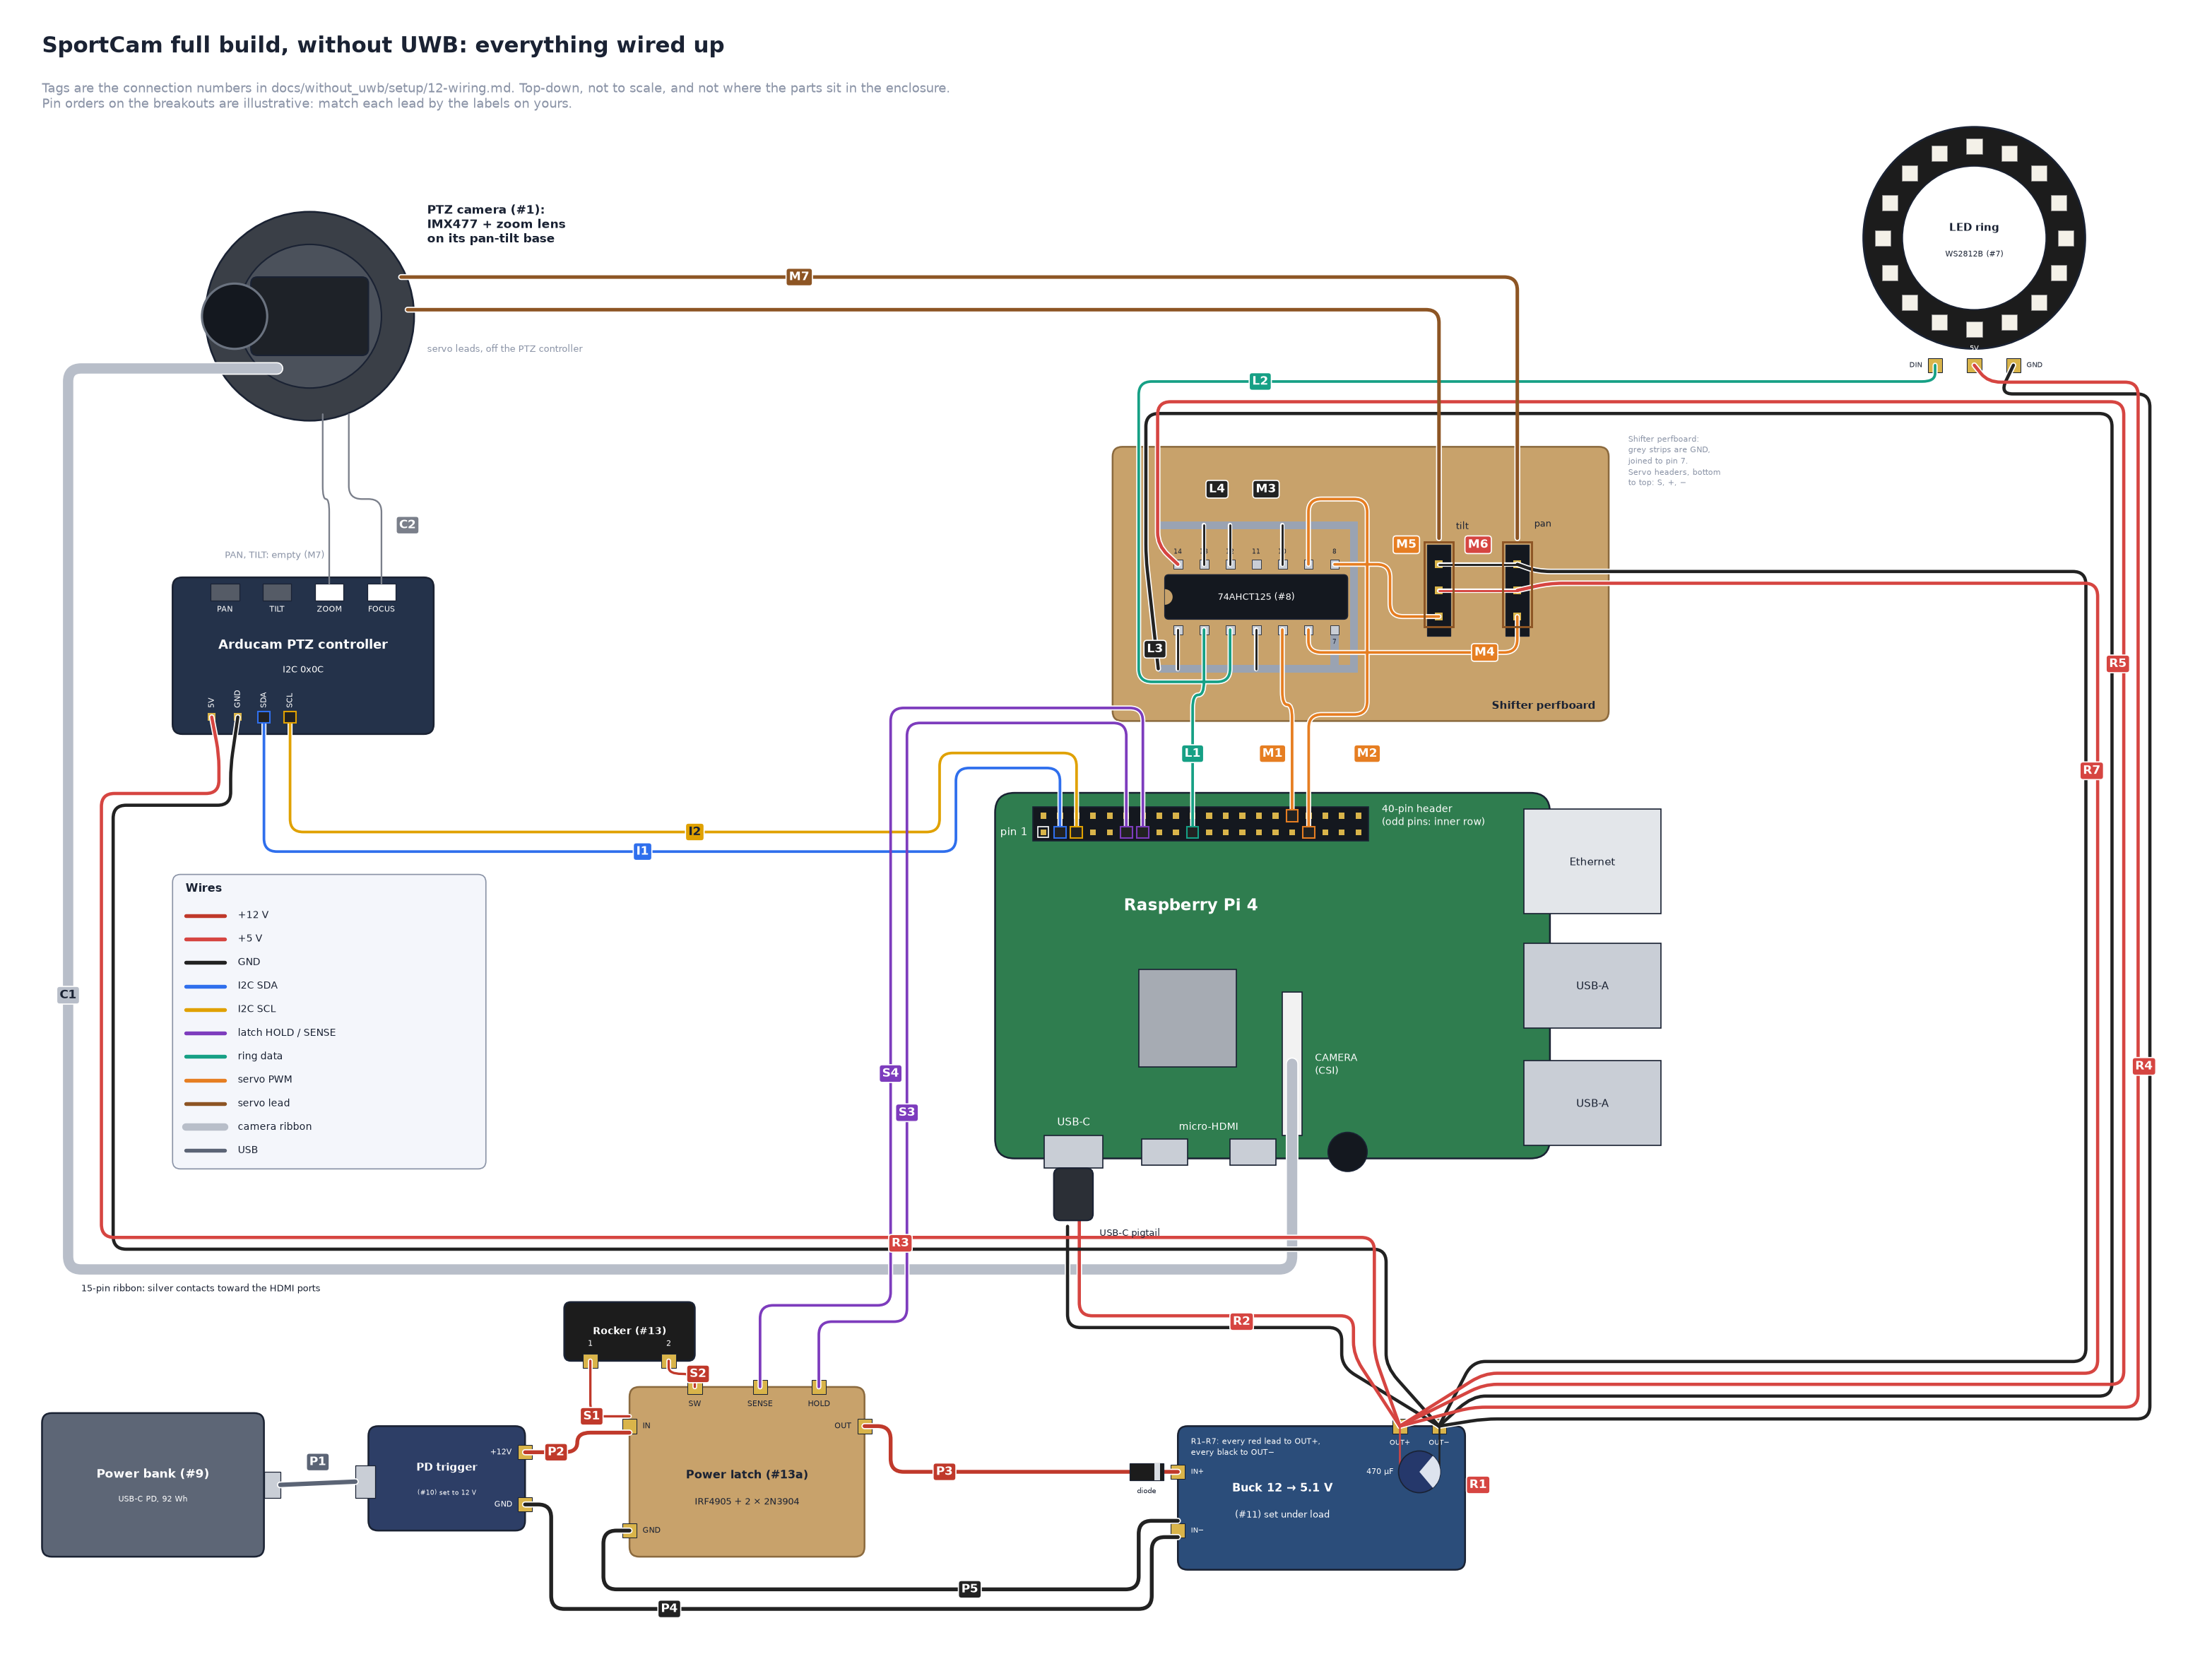 SportCam full build, without UWB: everything wired up
Tags are the connection numbers in docs/without_uwb/setup/12-wiring.md. Top-down, not to scale, and not where the parts sit in the enclosure.
Pin orders on the breakouts are illustrative: match each lead by the labels on yours.
PTZ camera (#1):
IMX477 + zoom lens
on its pan-tilt base
M7
servo leads, off the PTZ controller
LED ring
WS2812B (#7)
5V
DIN
GND
L2
Shifter perfboard:
grey strips are GND,
joined to pin 7.
Servo headers, bottom
to top: S, +, −
L4
M3
C2
PAN, TILT: empty (M7)
tilt
pan
M5
M6
14
11
8
74AHCT125 (#8)
7
L3
M4
Shifter perfboard
PAN
TILT
ZOOM
FOCUS
Arducam PTZ controller
I2C 0x0C
5V
GND
SDA
SCL
R5
R7
L1
M1
M2
40-pin header
(odd pins: inner row)
pin 1
I2
I1
Ethernet
USB-A
USB-A
Raspberry Pi 4
CAMERA
(CSI)
USB-C
micro-HDMI
USB-C pigtail
Wires
+12 V
+5 V
GND
I2C SDA
I2C SCL
latch HOLD / SENSE
ring data
servo PWM
servo lead
camera ribbon
USB
C1
S4
S3
R4
R3
15-pin ribbon: silver contacts toward the HDMI ports
R2
Rocker (#13)
1
2
S2
S1
SW
SENSE
HOLD
IN
OUT
Power latch (#13a)
IRF4905 + 2 × 2N3904
GND
Power bank (#9)
USB-C PD, 92 Wh
P1
PD trigger
(#10) set to 12 V
+12V
GND
P2
P3
diode
R1–R7: every red lead to OUT+,
every black to OUT−
OUT+
OUT−
IN+
470 µF
R1
Buck 12 → 5.1 V
(#11) set under load
IN−
P5
P4